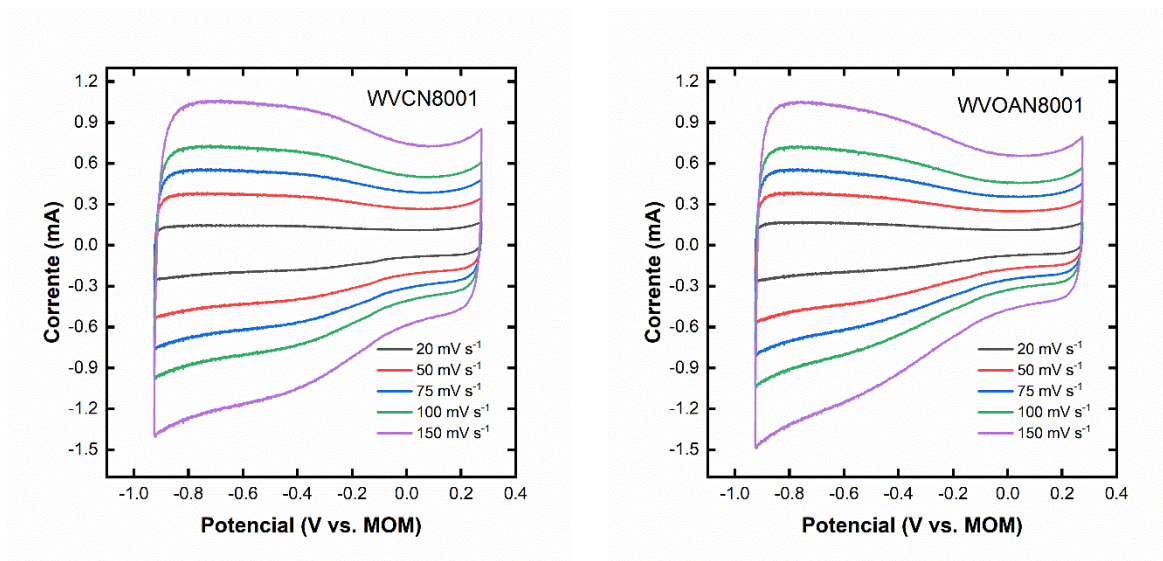 WVCN8001
1.2
0.9
0.6
0.3
0.0
-0.3
-0.6
-0.9
-1.2
-1.5
Corrente (mA)
20 mV s⁻¹
50 mV s⁻¹
75 mV s⁻¹
100 mV s⁻¹
150 mV s⁻¹
-1.0 -0.8 -0.6 -0.4 -0.2 0.0 0.2 0.4
Potencial (V vs. MOM)
WVOAN8001
1.2
0.9
0.6
0.3
0.0
-0.3
-0.6
-0.9
-1.2
-1.5
Corrente (mA)
20 mV s⁻¹
50 mV s⁻¹
75 mV s⁻¹
100 mV s⁻¹
150 mV s⁻¹
-1.0 -0.8 -0.6 -0.4 -0.2 0.0 0.2 0.4
Potencial (V vs. MOM)